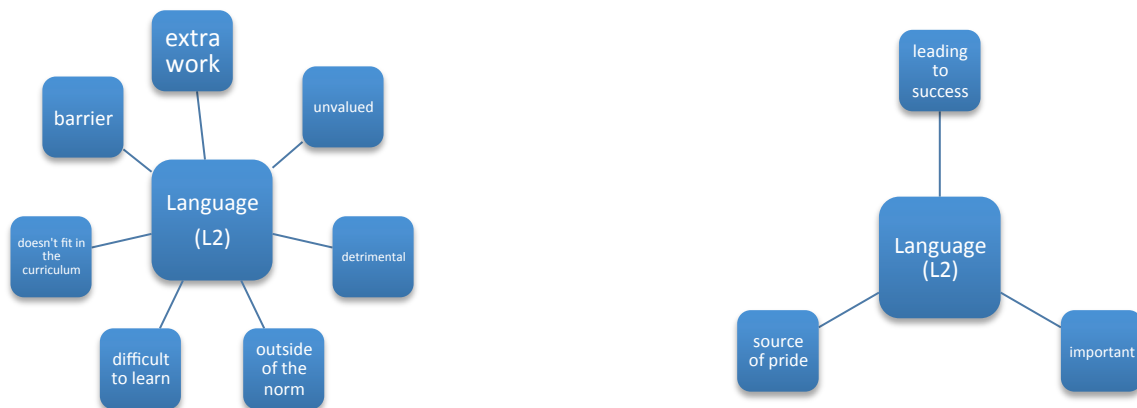 extra
work
unvalued
barrier
Language
(L2)
doesn't fit in
the
curriculum
detrimental
difficult
to learn
outside
of the
norm
leading
to
success
Language
(L2)
source
of pride
important